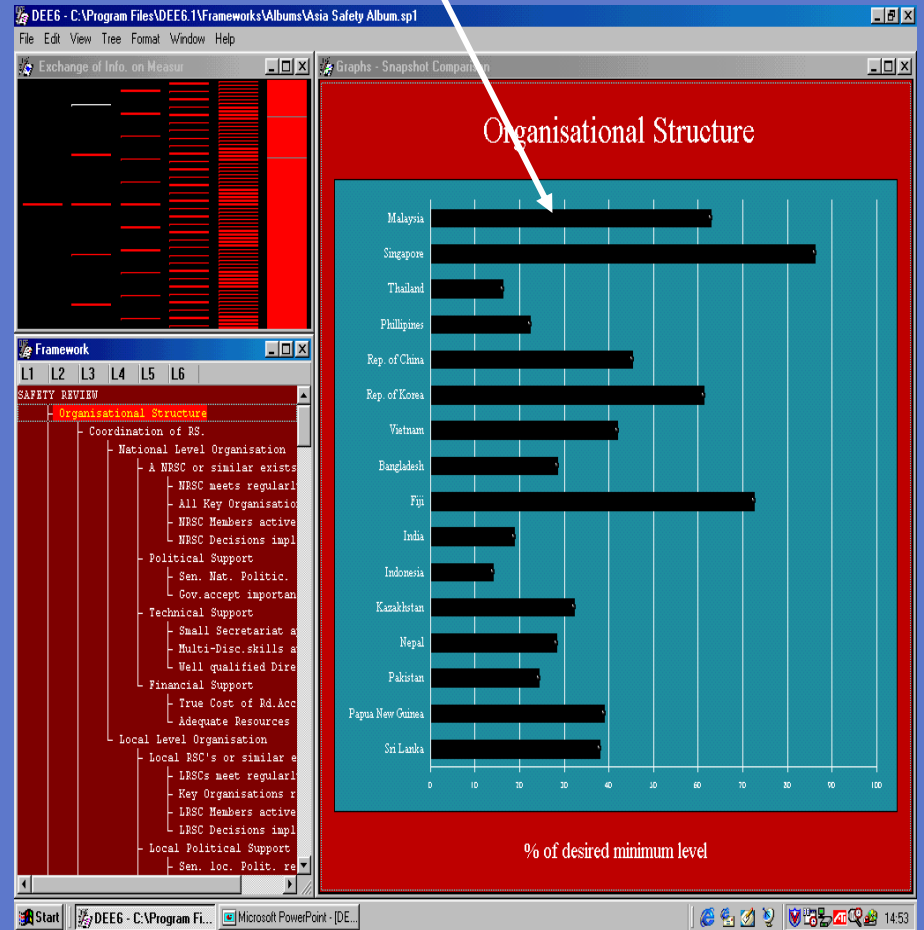 DEE6 - C:\Program Files\DEE6.1\Frameworks\Albums\Asia Safety Album.sp1
File Edit View Tree Format Window Help
Exchange of Info. on Measur
Graphs - Snapshot Comparison
Organisational Structure
Malaysia
Singapore
Thailand
Phillipines
Rep. of China
Rep. of Korea
Vietnam
Bangladesh
Fiji
India
Indonesia
Kazakhstan
Nepal
Pakistan
Papua New Guinea
Sri Lanka
0 10 20 30 40 50 60 70 80 90 100
% of desired minimum level
Framework
L1 L2 L3 L4 L5 L6
SAFETY REVIEW
Organisational Structure
Coordination of RS.
National Level Organisation
A NRSC or similar exists
NRSC meets regularl
All Key Organisatio
NRSC Members active
NRSC Decisions impl
Political Support
Sen. Nat. Politic.
Gov.accept importan
Technical Support
Small Secretariat a
Multi-Disc.skills a
Well qualified Dire
Financial Support
True Cost of Rd.Acc
Adequate Resources
Local Level Organisation
Local RSC's or similar e
LRSCs meet regularl
Key Organisations r
LRSC Members active
LRSC Decisions impl
Local Political Support
Sen. loc. Polit. re
Start DEE6 - C:\Program Fi... Microsoft PowerPoint - [DE... 14:53